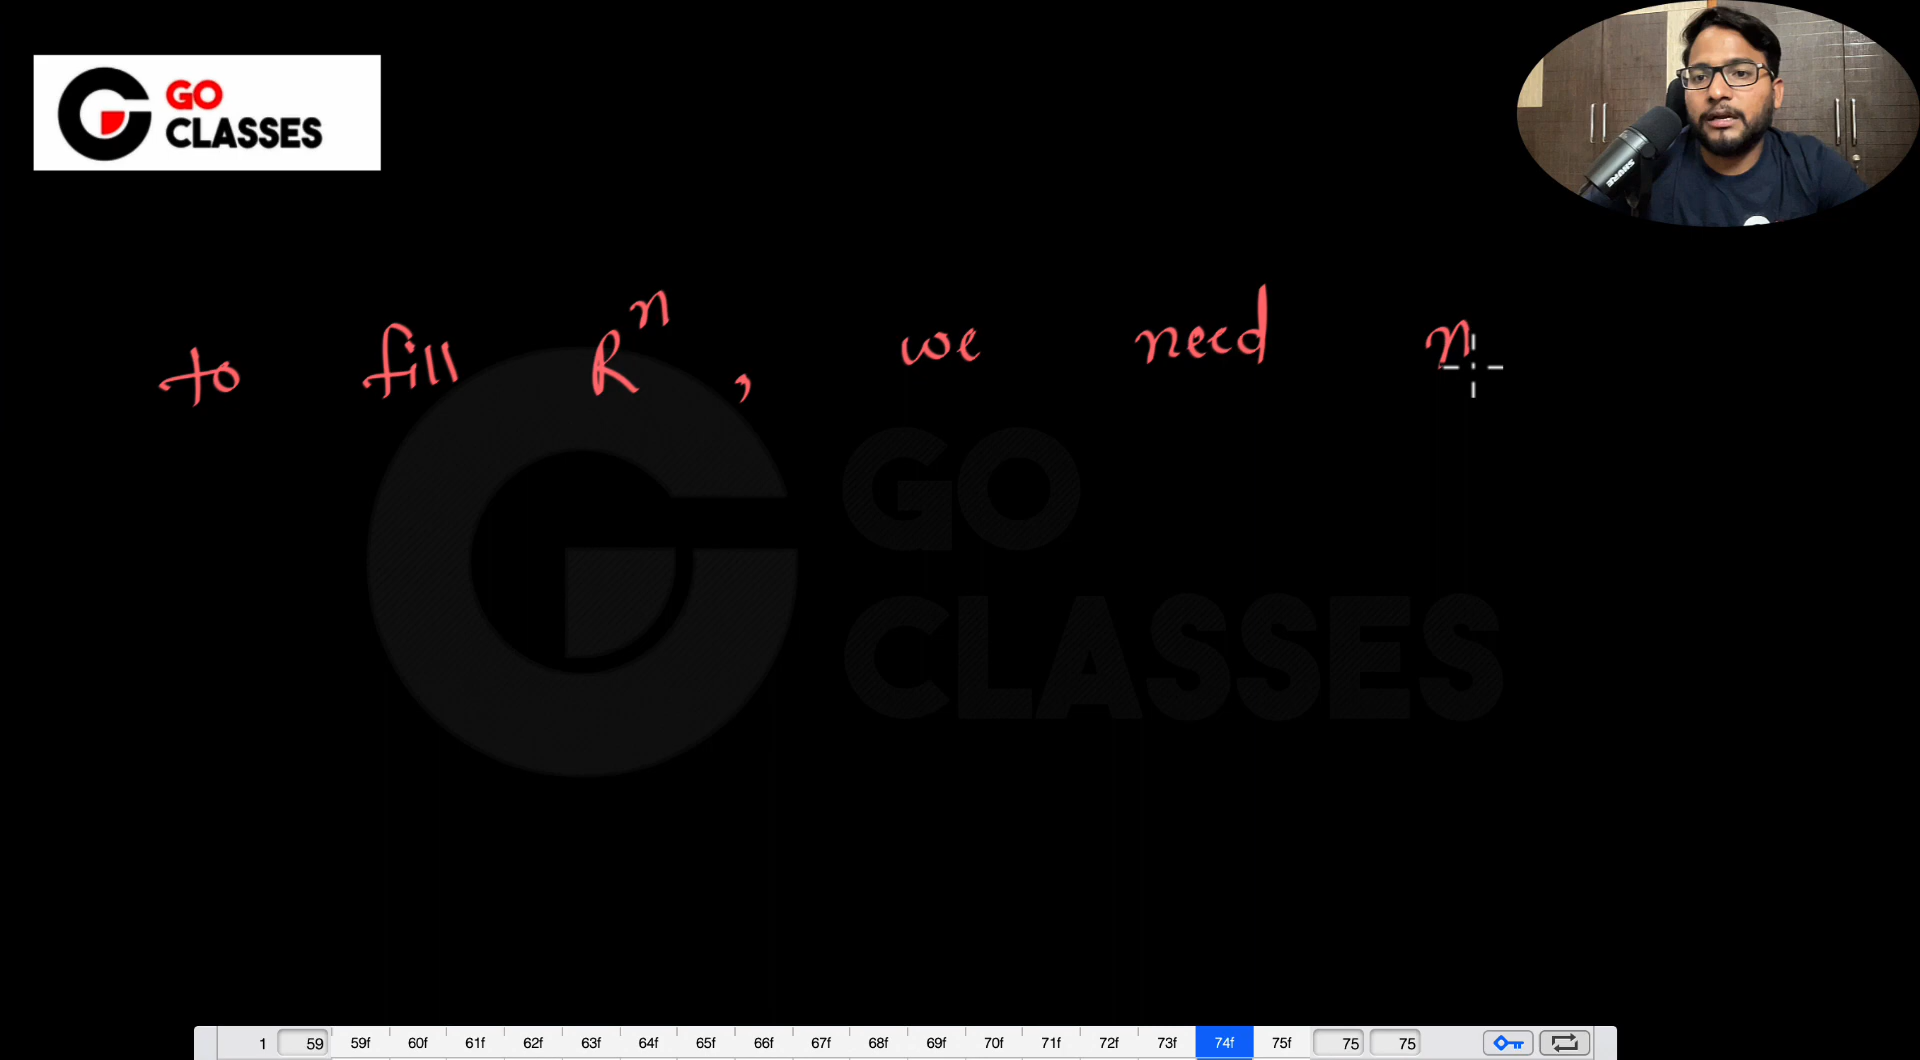 GO
CLASSES
SHURE
to fill R^n, we need n
GO
CLASSES
1 59 59f 60f 61f 62f 63f 64f 65f 66f 67f 68f 69f 70f 71f 72f 73f 74f 75f 75 75